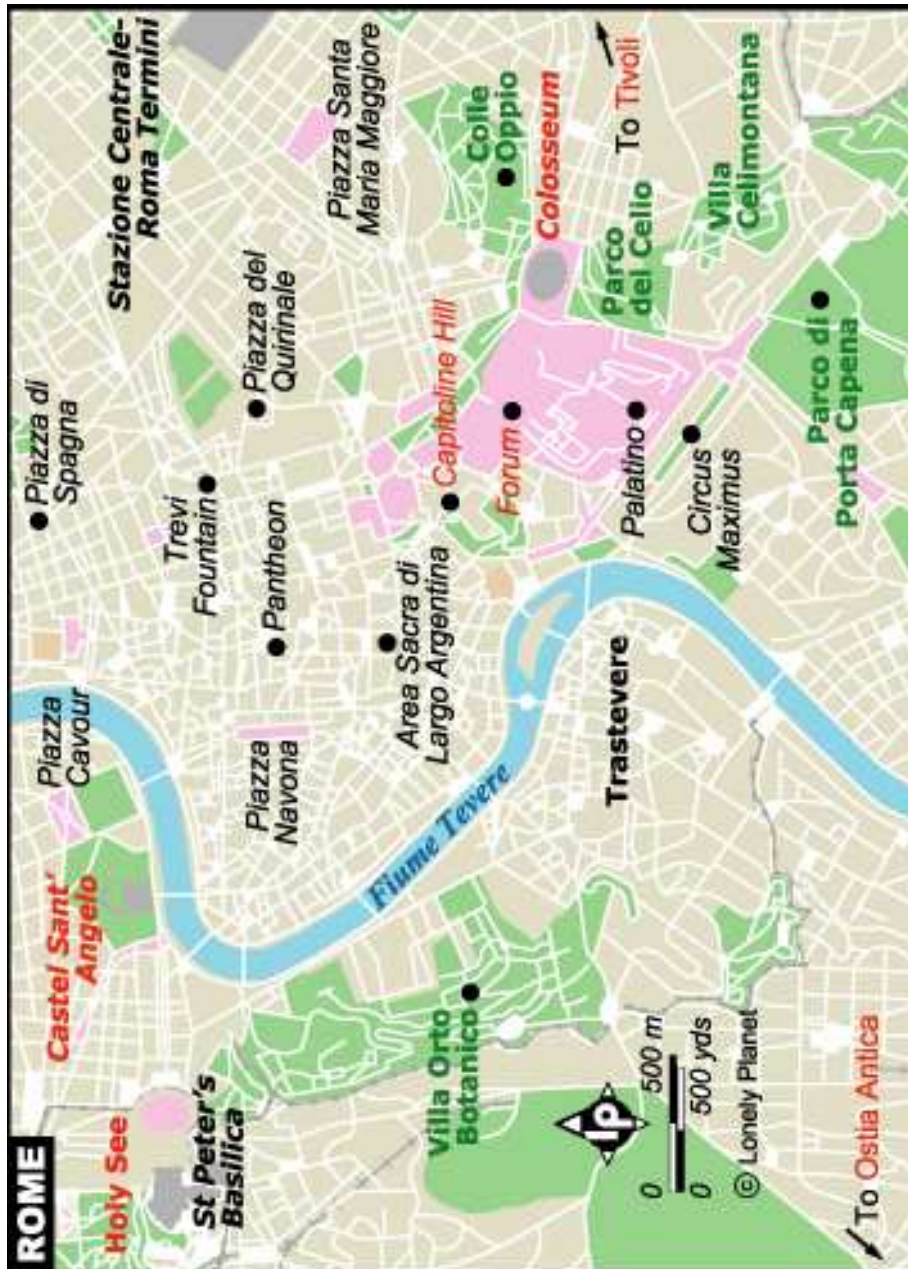 ROME
Holy See
St Peter's
Basilica
Castel Sant'
Angelo
Piazza
Cavour
Piazza di
Spagna
Stazione Centrale-
Roma Termini
Trevi
Fountain
Piazza del
Quirinale
Piazza Santa
Maria Maggiore
Piazza
Navona
Pantheon
Area Sacra di
Largo Argentina
Capitoline Hill
Colle
Oppio
Colosseum
Forum
To Tivoli
Fiume Tevere
Villa Orto
Botanico
Trastevere
Palatino
Parco
del Celio
Villa
Celimontana
Circus
Maximus
Parco di
Porta Capena
lp
0 500 m
0 500 yds
© Lonely Planet
To Ostia Antica